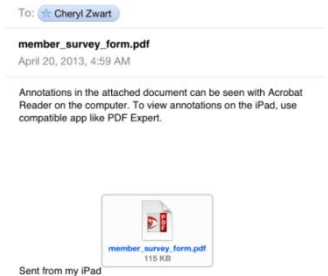 To: Cheryl Zwart
member_survey_form.pdf
April 20, 2013, 4:59 AM
Annotations in the attached document can be seen with Acrobat
Reader on the computer. To view annotations on the iPad, use
compatible app like PDF Expert.
member_survey_form.pdf
115 KB
Sent from my iPad